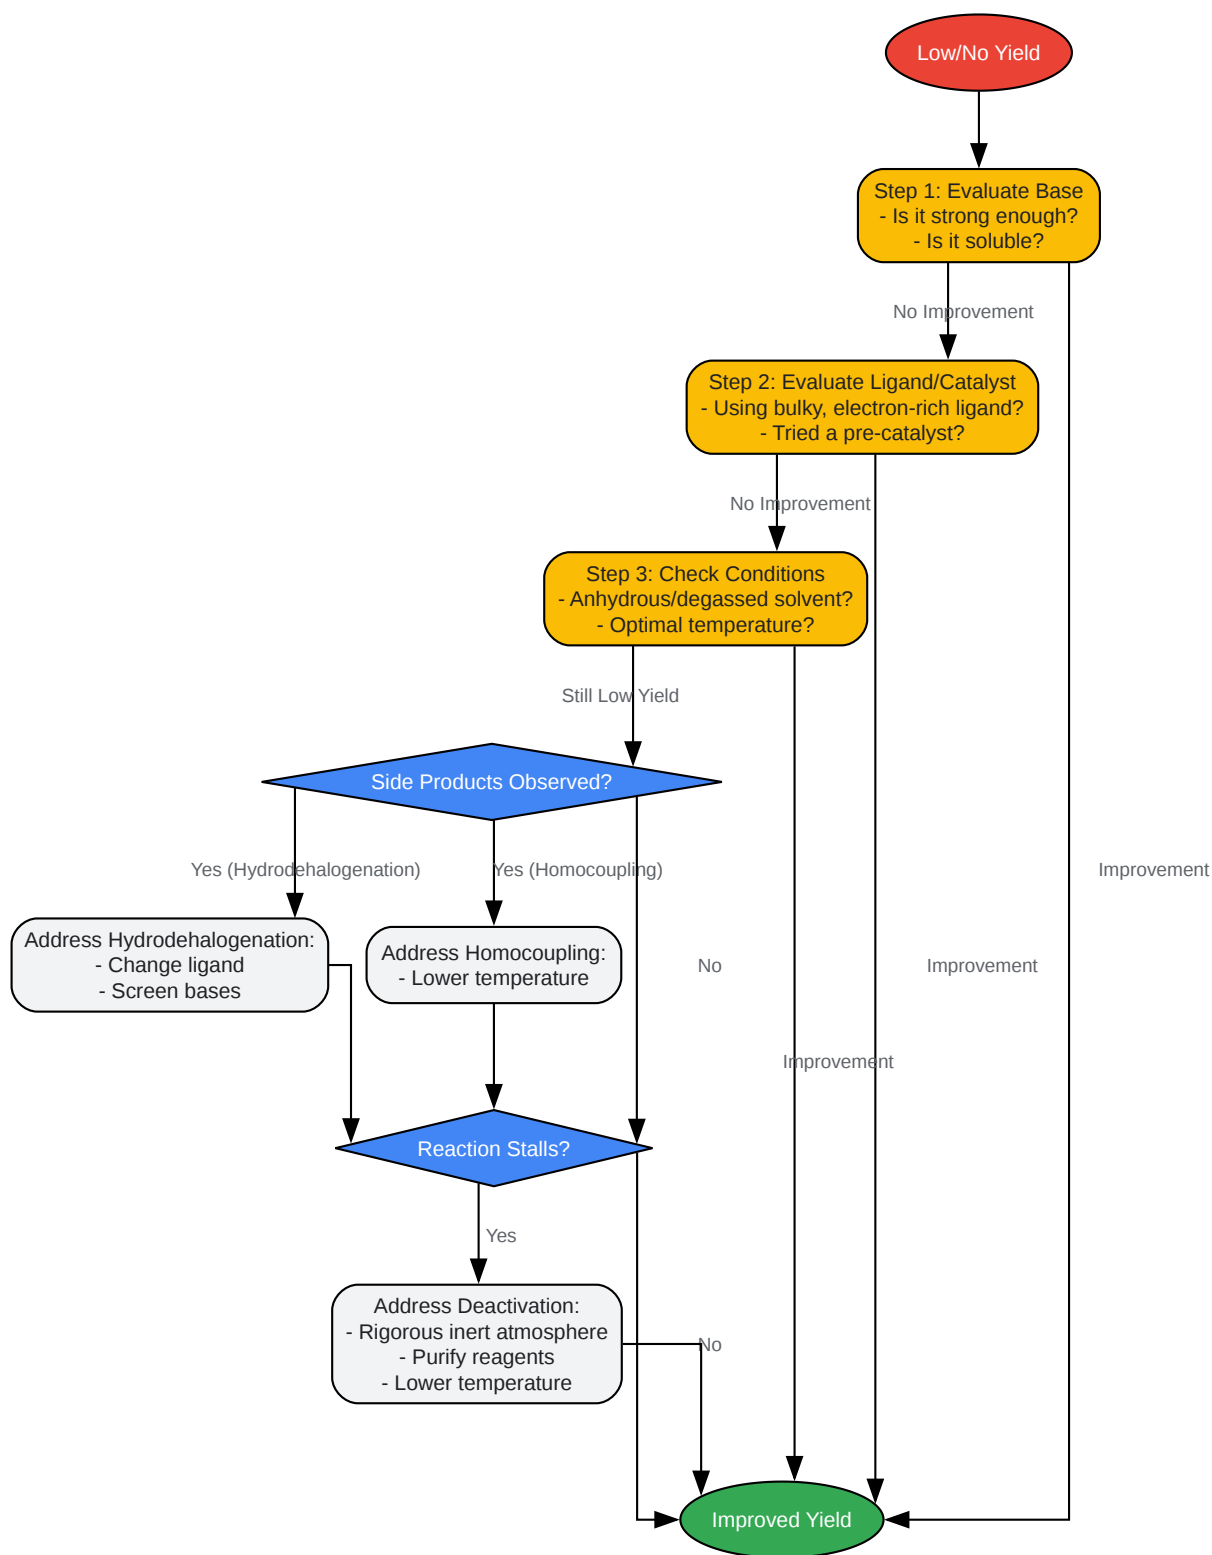 Low/No Yield
Step 1: Evaluate Base
- Is it strong enough?
- Is it soluble?
No Improvement
Step 2: Evaluate Ligand/Catalyst
- Using bulky, electron-rich ligand?
- Tried a pre-catalyst?
No Improvement
Step 3: Check Conditions
- Anhydrous/degassed solvent?
- Optimal temperature?
Still Low Yield
Side Products Observed?
Yes (Hydrodehalogenation)
Yes (Homocoupling)
Improvement
Address Hydrodehalogenation:
- Change ligand
- Screen bases
Address Homocoupling:
- Lower temperature
No
Improvement
Improvement
Reaction Stalls?
Yes
Address Deactivation:
- Rigorous inert atmosphere
- Purify reagents
- Lower temperature
No
Improved Yield